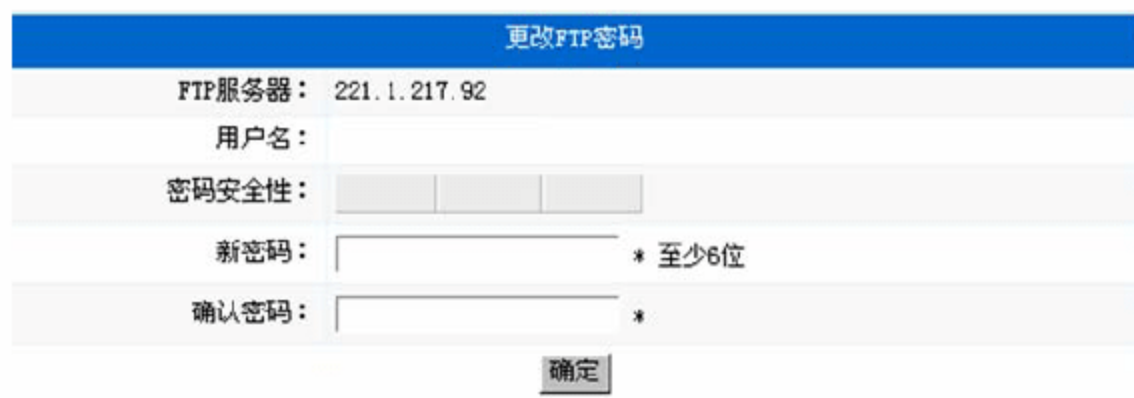 更改FTP密码
FTP服务器： 221.1.217.92
用户名：
密码安全性：
新密码： * 至少6位
确认密码： *
确定